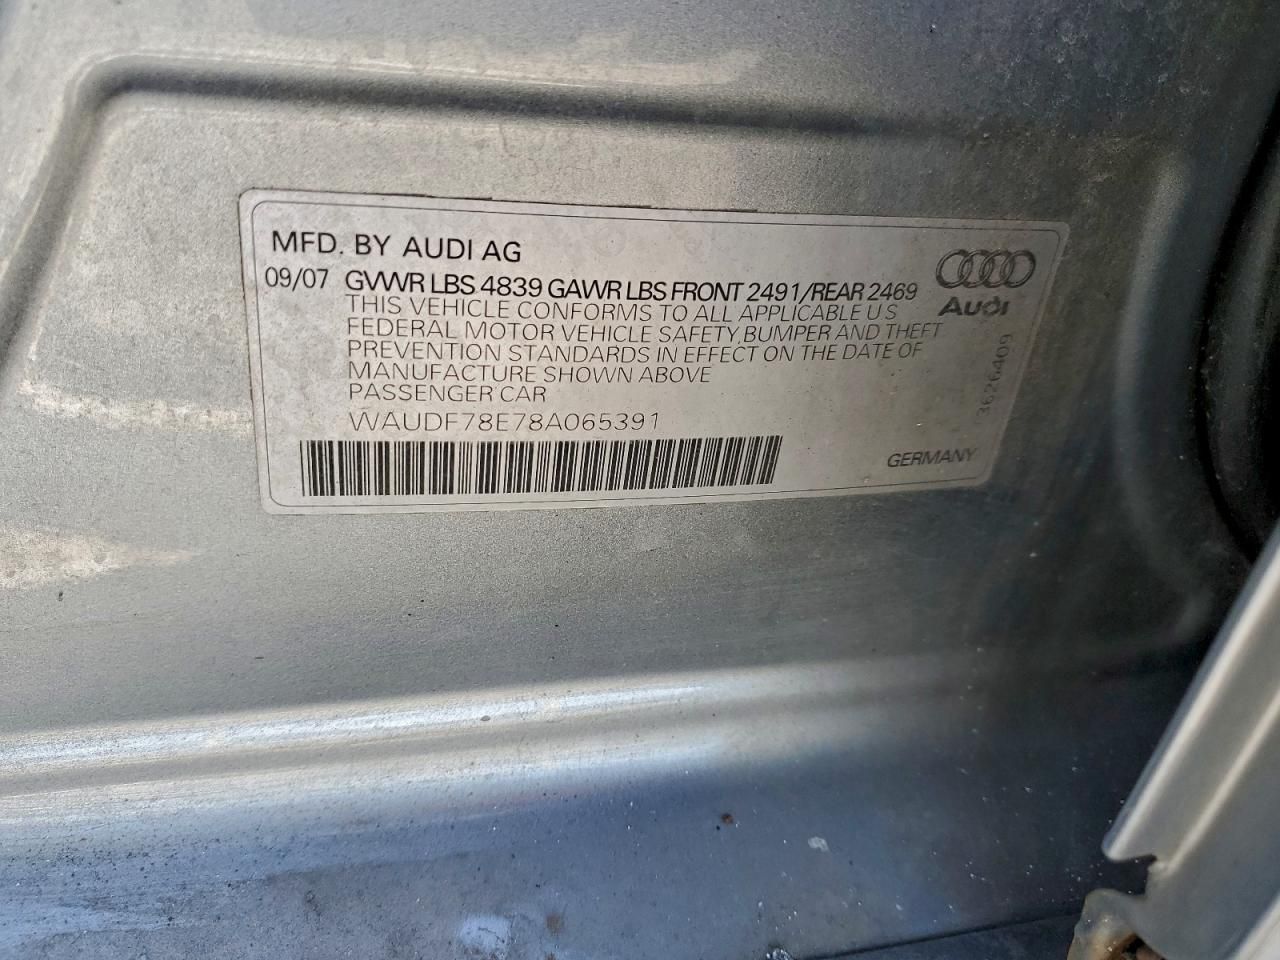 MFD. BY AUDI AG
09/07 GVWR LBS 4839 GAWR LBS FRONT 2491/REAR 2469
THIS VEHICLE CONFORMS TO ALL APPLICABLE U S
FEDERAL MOTOR VEHICLE SAFETY, BUMPER AND THEFT
PREVENTION STANDARDS IN EFFECT ON THE DATE OF
MANUFACTURE SHOWN ABOVE
PASSENGER CAR
WAUDF78E78A065391
GERMANY
Audi
3626409